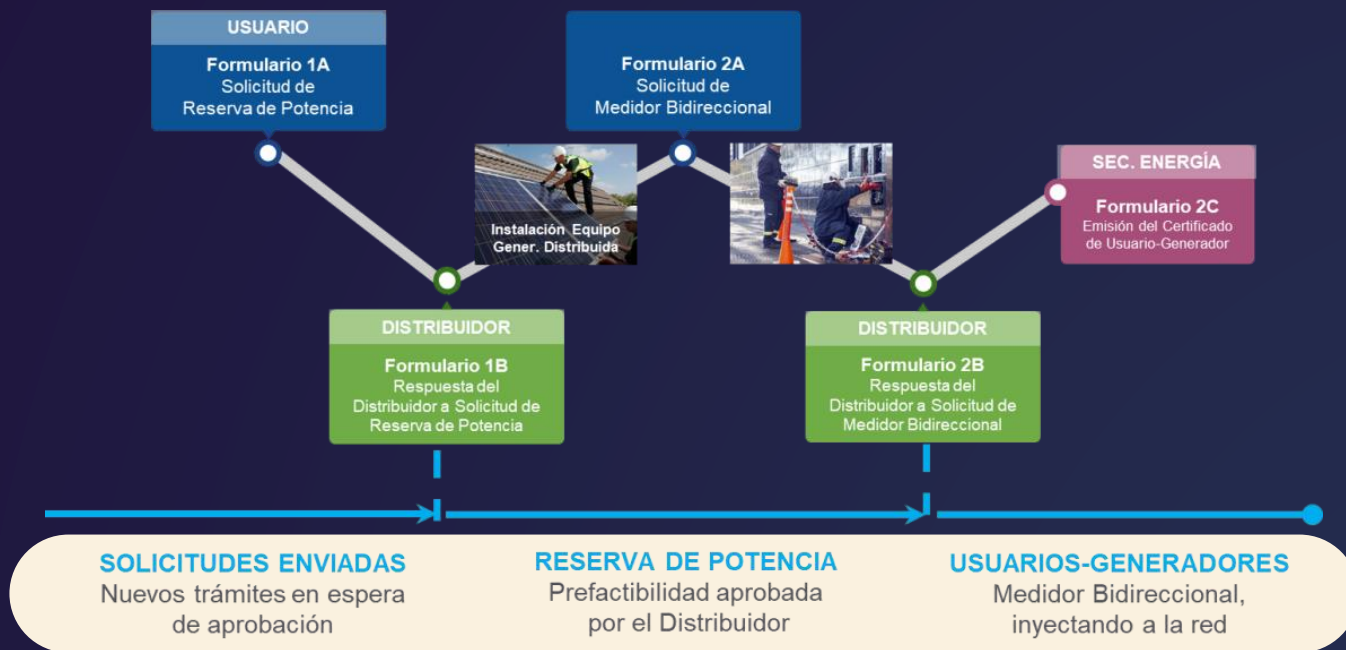 USUARIO
Formulario 1A
Solicitud de
Reserva de Potencia
Formulario 2A
Solicitud de
Medidor Bidireccional
Instalación Equipo
Gener. Distribuida
SEC. ENERGÍA
Formulario 2C
Emisión del Certificado
de Usuario-Generador
DISTRIBUIDOR
Formulario 1B
Respuesta del
Distribuidor a Solicitud de
Reserva de Potencia
DISTRIBUIDOR
Formulario 2B
Respuesta del
Distribuidor a Solicitud de
Medidor Bidireccional
SOLICITUDES ENVIADAS
Nuevos trámites en espera
de aprobación
RESERVA DE POTENCIA
Prefactibilidad aprobada
por el Distribuidor
USUARIOS-GENERADORES
Medidor Bidireccional,
inyectando a la red